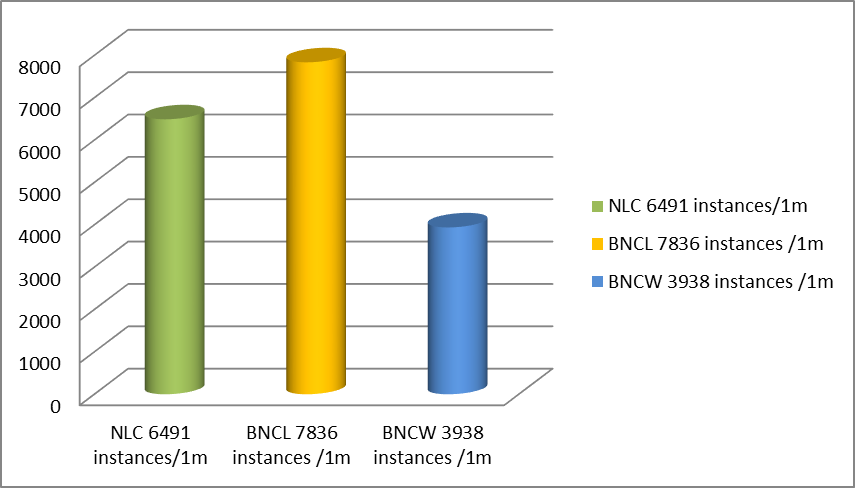 8000
7000
6000
5000
4000
3000
2000
1000
0
NLC 6491
instances/1m
BNCL 7836
instances /1m
BNCW 3938
instances /1m
NLC 6491 instances/1m
BNCL 7836 instances /1m
BNCW 3938 instances /1m